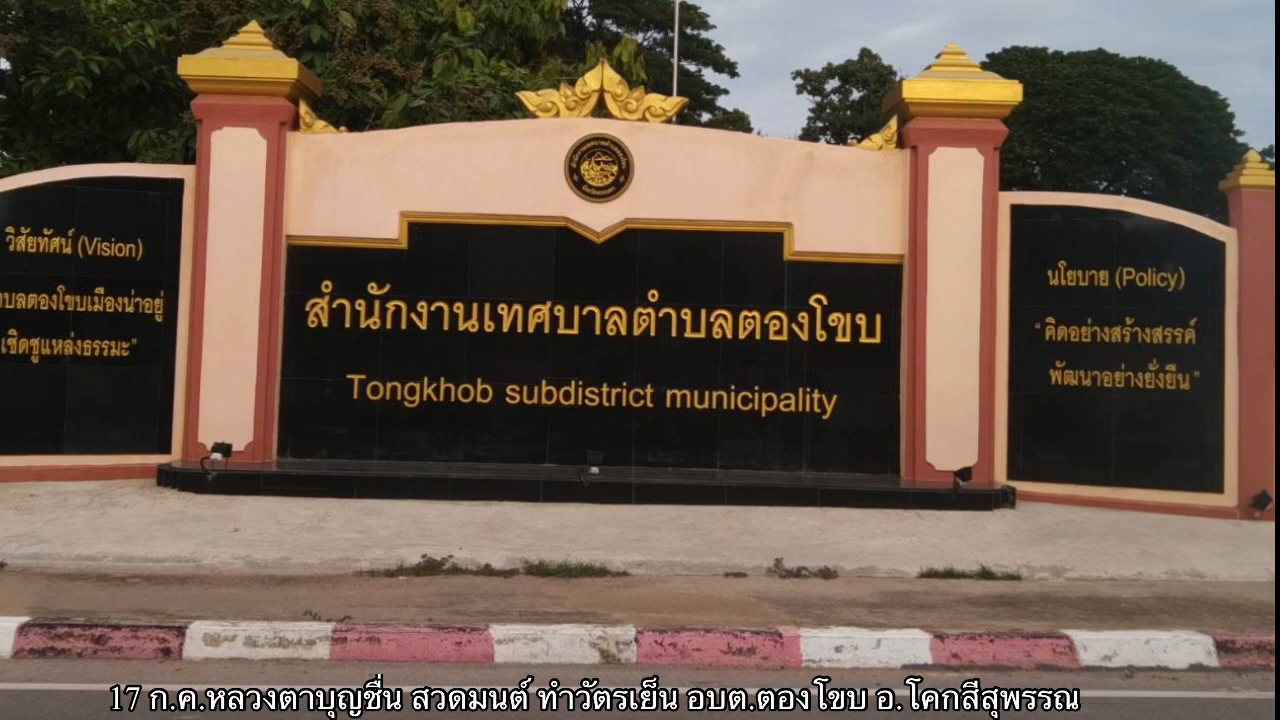 วิสัยทัศน์ (Vision)
บลตองโขบเมืองน่าอยู่
เชิดชูแหล่งธรรมะ"
สำนักงานเทศบาลตำบลตองโขบ
Tongkhob subdistrict municipality
นโยบาย (Policy)
"คิดอย่างสร้างสรรค์
พัฒนาอย่างยั่งยืน"
17 ก.ค.หลวงตาบุญชื่น สวดมนต์ ทำวัตรเย็น อบต.ตองโขบ อ.โคกสีสุพรรณ